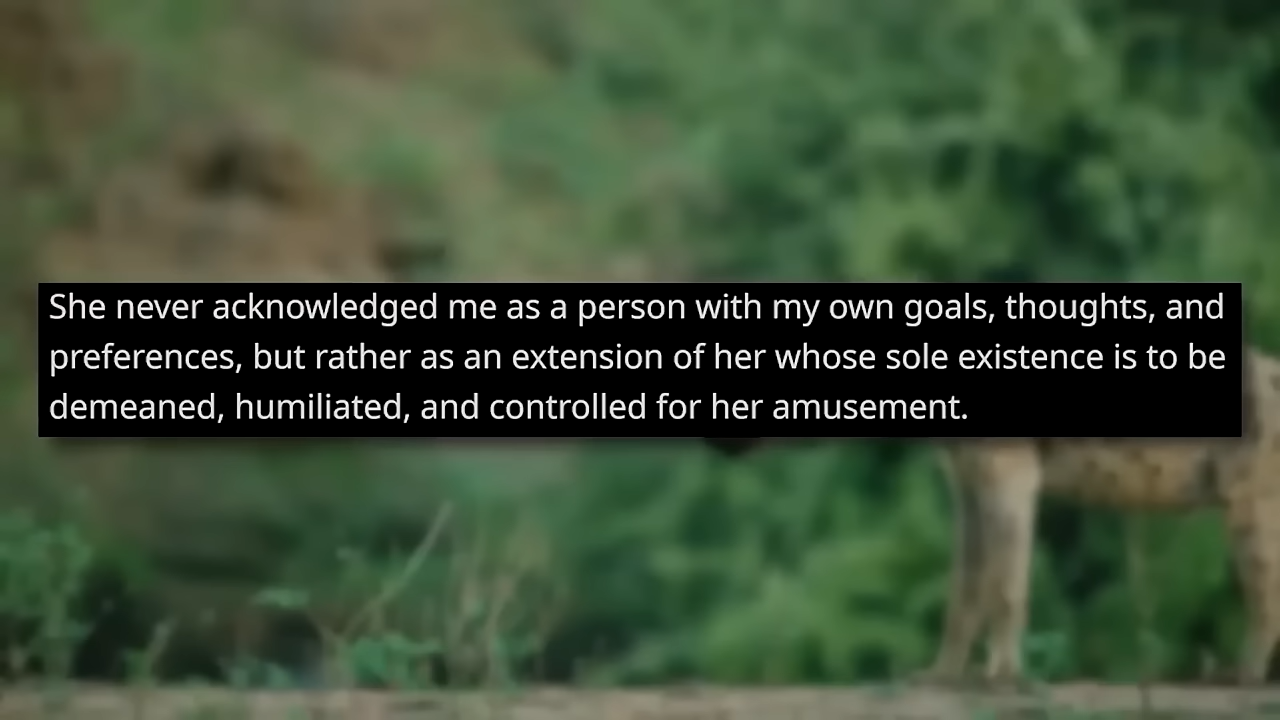 She never acknowledged me as a person with my own goals, thoughts, and
preferences, but rather as an extension of her whose sole existence is to be
demeaned, humiliated, and controlled for her amusement.